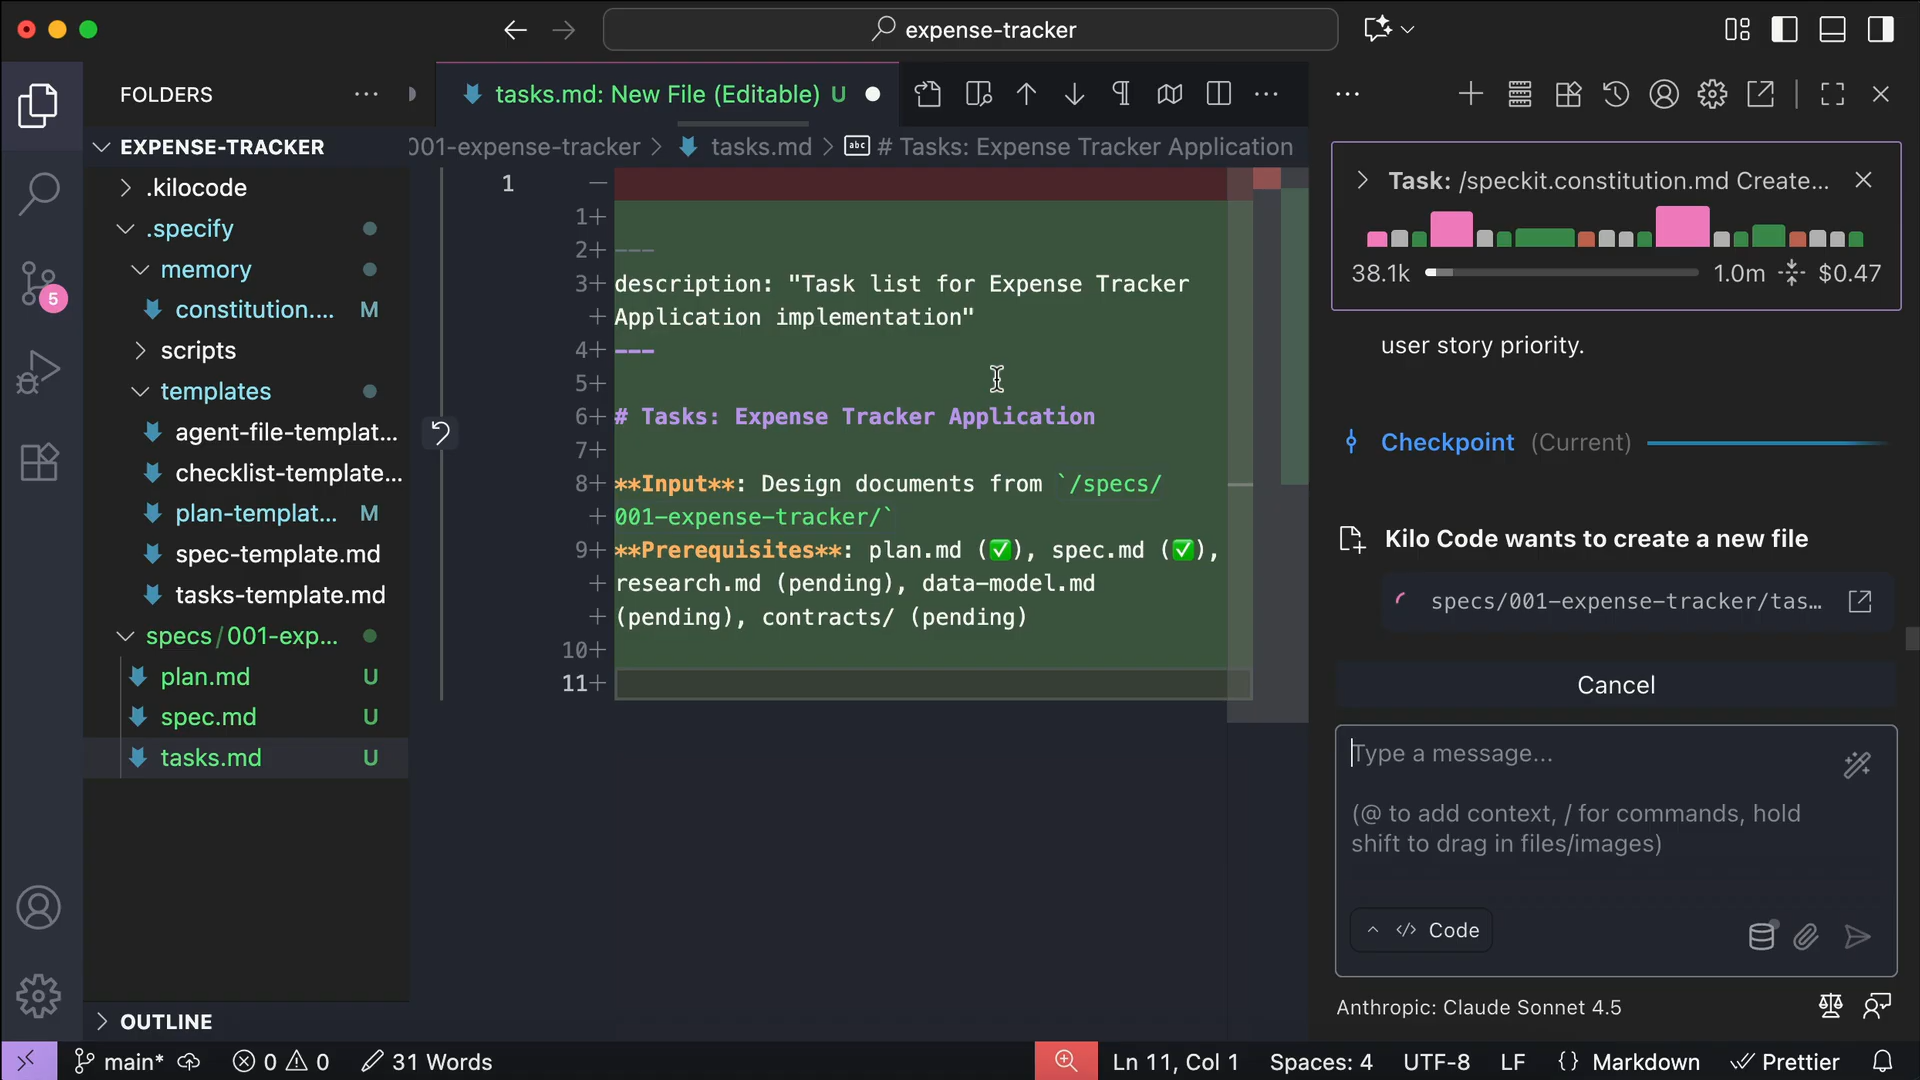 expense-tracker
FOLDERS
EXPENSE-TRACKER
.kilocode
.specify
memory
constitution.... M
scripts
templates
agent-file-templat...
checklist-template...
plan-templat... M
spec-template.md
tasks-template.md
specs/001-exp...
plan.md U
spec.md U
tasks.md U
OUTLINE
5
tasks.md: New File (Editable) U
001-expense-tracker > tasks.md > abc # Tasks: Expense Tracker Application
1 —
1+
2+ ---
3+ description: "Task list for Expense Tracker
+ Application implementation"
4+ ---
5+
6+ # Tasks: Expense Tracker Application
7+
8+ **Input**: Design documents from `/specs/
+ 001-expense-tracker/`
9+ **Prerequisites**: plan.md (✅), spec.md (✅),
+ research.md (pending), data-model.md
+ (pending), contracts/ (pending)
10+
11+
Task: /speckit.constitution.md Create...
38.1k 1.0m $0.47
user story priority.
Checkpoint (Current)
Kilo Code wants to create a new file
specs/001-expense-tracker/tas...
Cancel
Type a message...
(@ to add context, / for commands, hold
shift to drag in files/images)
</> Code
Anthropic: Claude Sonnet 4.5
main* 0 0 31 Words Ln 11, Col 1 Spaces: 4 UTF-8 LF {} Markdown Prettier